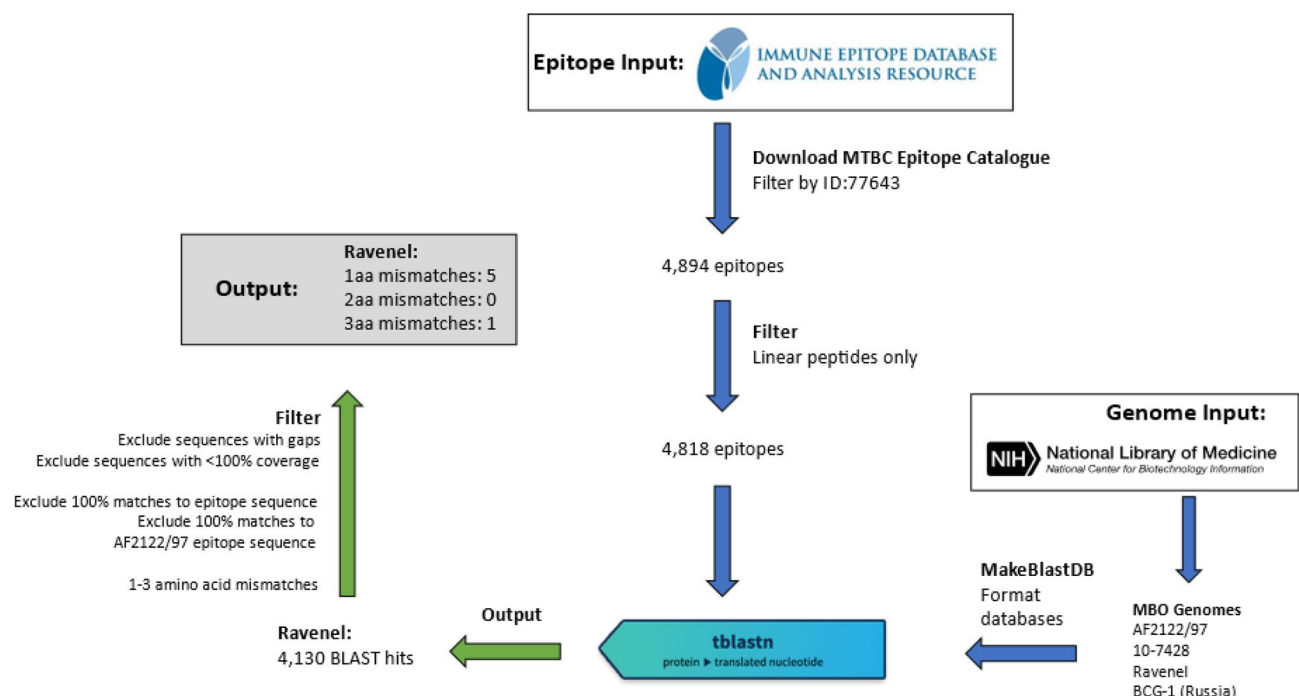 Epitope Input:
IMMUNE EPITOPE DATABASE
AND ANALYSIS RESOURCE
Download MTBC Epitope Catalogue
Filter by ID:77643
4,894 epitopes
Filter
Linear peptides only
4,818 epitopes
Genome Input:
NIH
National Library of Medicine
National Center for Biotechnology Information
MBO Genomes
AF2122/97
10-7428
Ravenel
BCG-1 (Russia)
MakeBlastDB
Format
databases
tblastn
protein ▶ translated nucleotide
Output
Ravenel:
4,130 BLAST hits
Filter
Exclude sequences with gaps
Exclude sequences with <100% coverage
Exclude 100% matches to epitope sequence
Exclude 100% matches to
AF2122/97 epitope sequence
1-3 amino acid mismatches
Output:
Ravenel:
1aa mismatches: 5
2aa mismatches: 0
3aa mismatches: 1